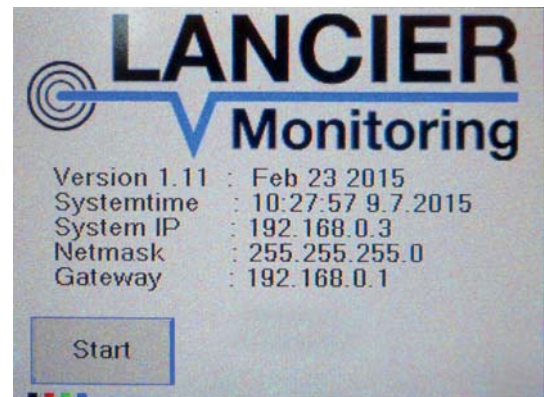 LANCIER
Monitoring
Version 1.11 : Feb 23 2015
Systemtime : 10:27:57 9.7.2015
System IP : 192.168.0.3
Netmask : 255.255.255.0
Gateway : 192.168.0.1
Start